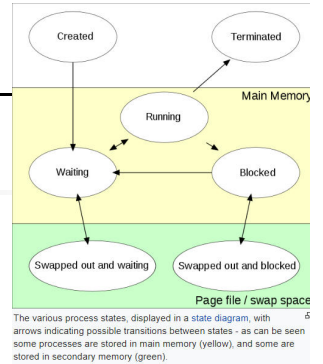 Created
Terminated
Main Memory
Running
Waiting
Blocked
Swapped out and waiting
Swapped out and blocked
Page file / swap space
The various process states, displayed in a state diagram, with
arrows indicating possible transitions between states - as can be seen
some processes are stored in main memory (yellow), and some are
stored in secondary memory (green).